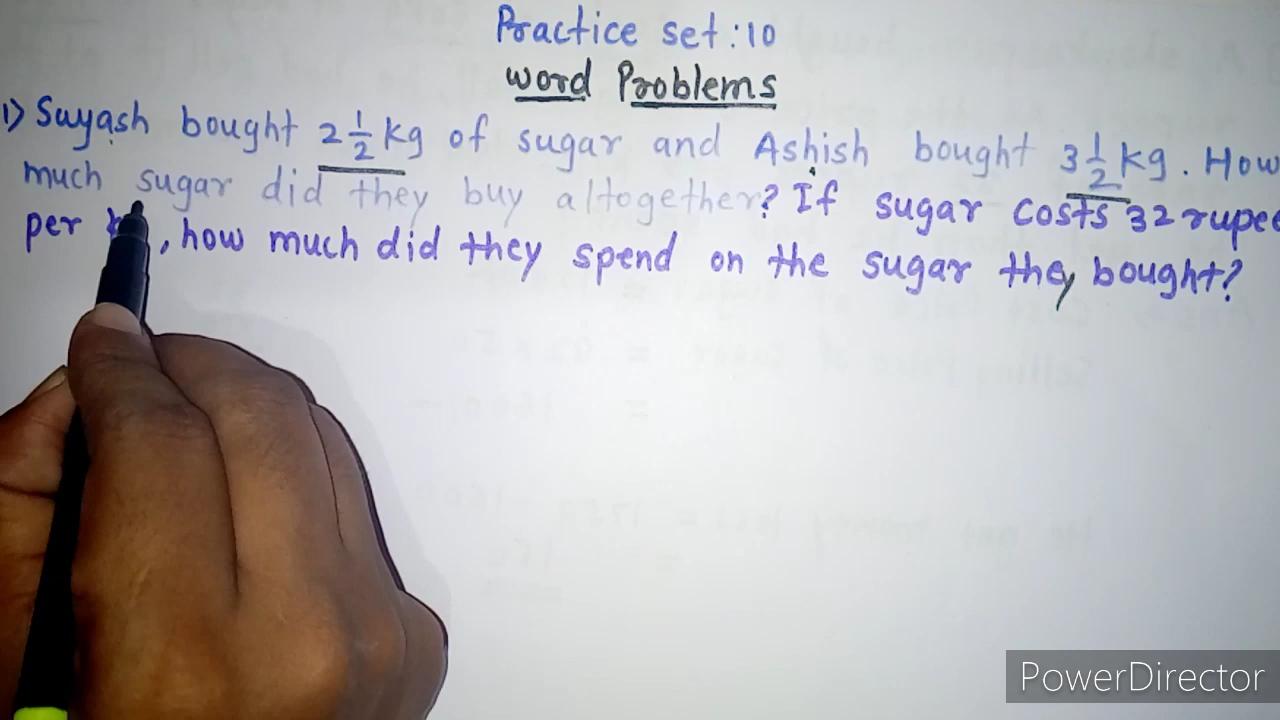 Practice set:10
Word Problems
1) Suyash bought 2 1/2 kg of sugar and Ashish bought 3 1/2 kg. How
much sugar did they buy altogether? If sugar costs 32 rupee
per , how much did they spend on the sugar they bought?
PowerDirector